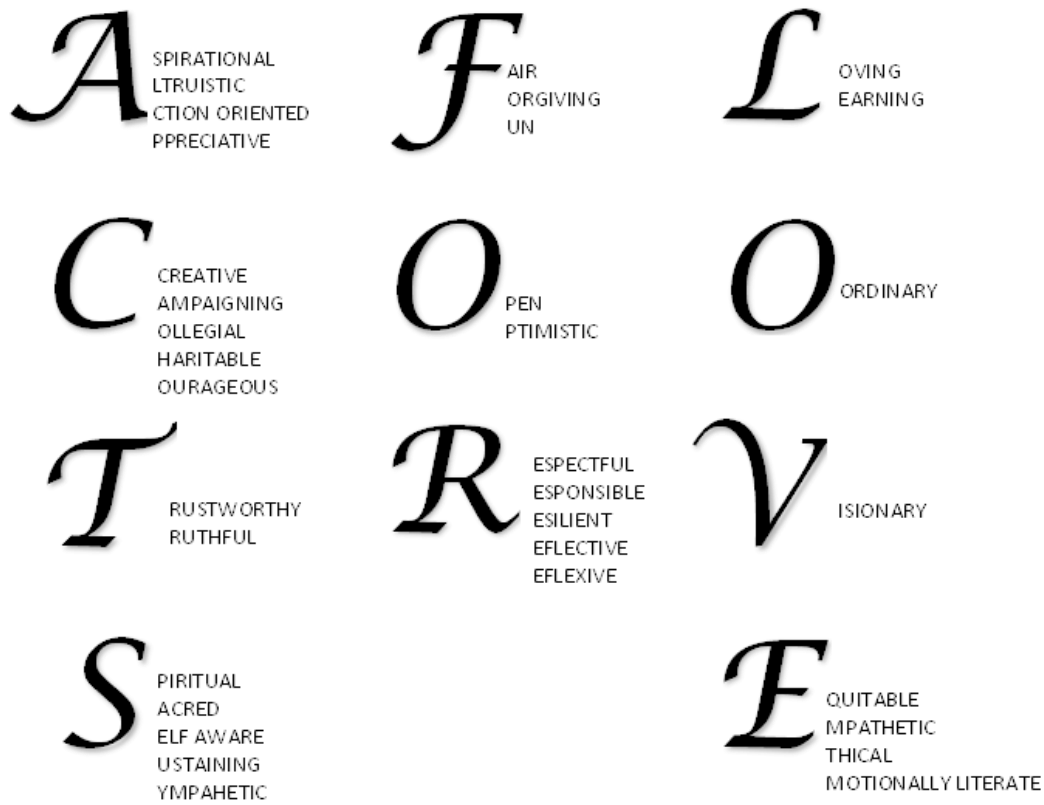 A
SPIRATIONAL
LTRUISTIC
CTION ORIENTED
PPRECIATIVE
F
AIR
ORGIVING
UN
L
OVING
EARNING
C
CREATIVE
AMPAIGNING
OLLEGIAL
HARITABLE
OURAGEOUS
O
PEN
PTIMISTIC
O
ORDINARY
T
RUSTWORTHY
RUTHFUL
R
ESPECTFUL
ESPONSIBLE
ESILIENT
EFLECTIVE
EFLEXIVE
V
ISIONARY
S
PIRITUAL
ACRED
ELF AWARE
USTAINING
YMPAHETIC
E
QUITABLE
MPATHETIC
THICAL
MOTIONALLY LITERATE